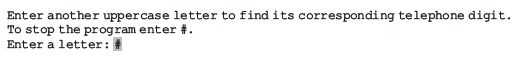 Enter another uppercase letter to find its corresponding telephone digit.
To stop the program enter #.
Enter a letter: #